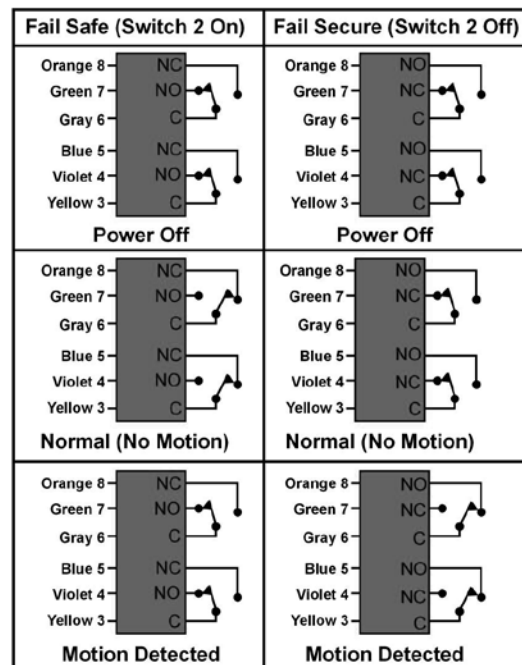 Fail Safe (Switch 2 On)
Fail Secure (Switch 2 Off)
Orange 8 NC
Green 7 NO
Gray 6 C
Blue 5 NC
Violet 4 NO
Yellow 3 C
Power Off
Orange 8 NO
Green 7 NC
Gray 6 C
Blue 5 NO
Violet 4 NC
Yellow 3 C
Power Off
Orange 8 NC
Green 7 NO
Gray 6 C
Blue 5 NC
Violet 4 NO
Yellow 3 C
Normal (No Motion)
Orange 8 NO
Green 7 NC
Gray 6 C
Blue 5 NO
Violet 4 NC
Yellow 3 C
Normal (No Motion)
Orange 8 NC
Green 7 NO
Gray 6 C
Blue 5 NC
Violet 4 NO
Yellow 3 C
Motion Detected
Orange 8 NO
Green 7 NC
Gray 6 C
Blue 5 NO
Violet 4 NC
Yellow 3 C
Motion Detected